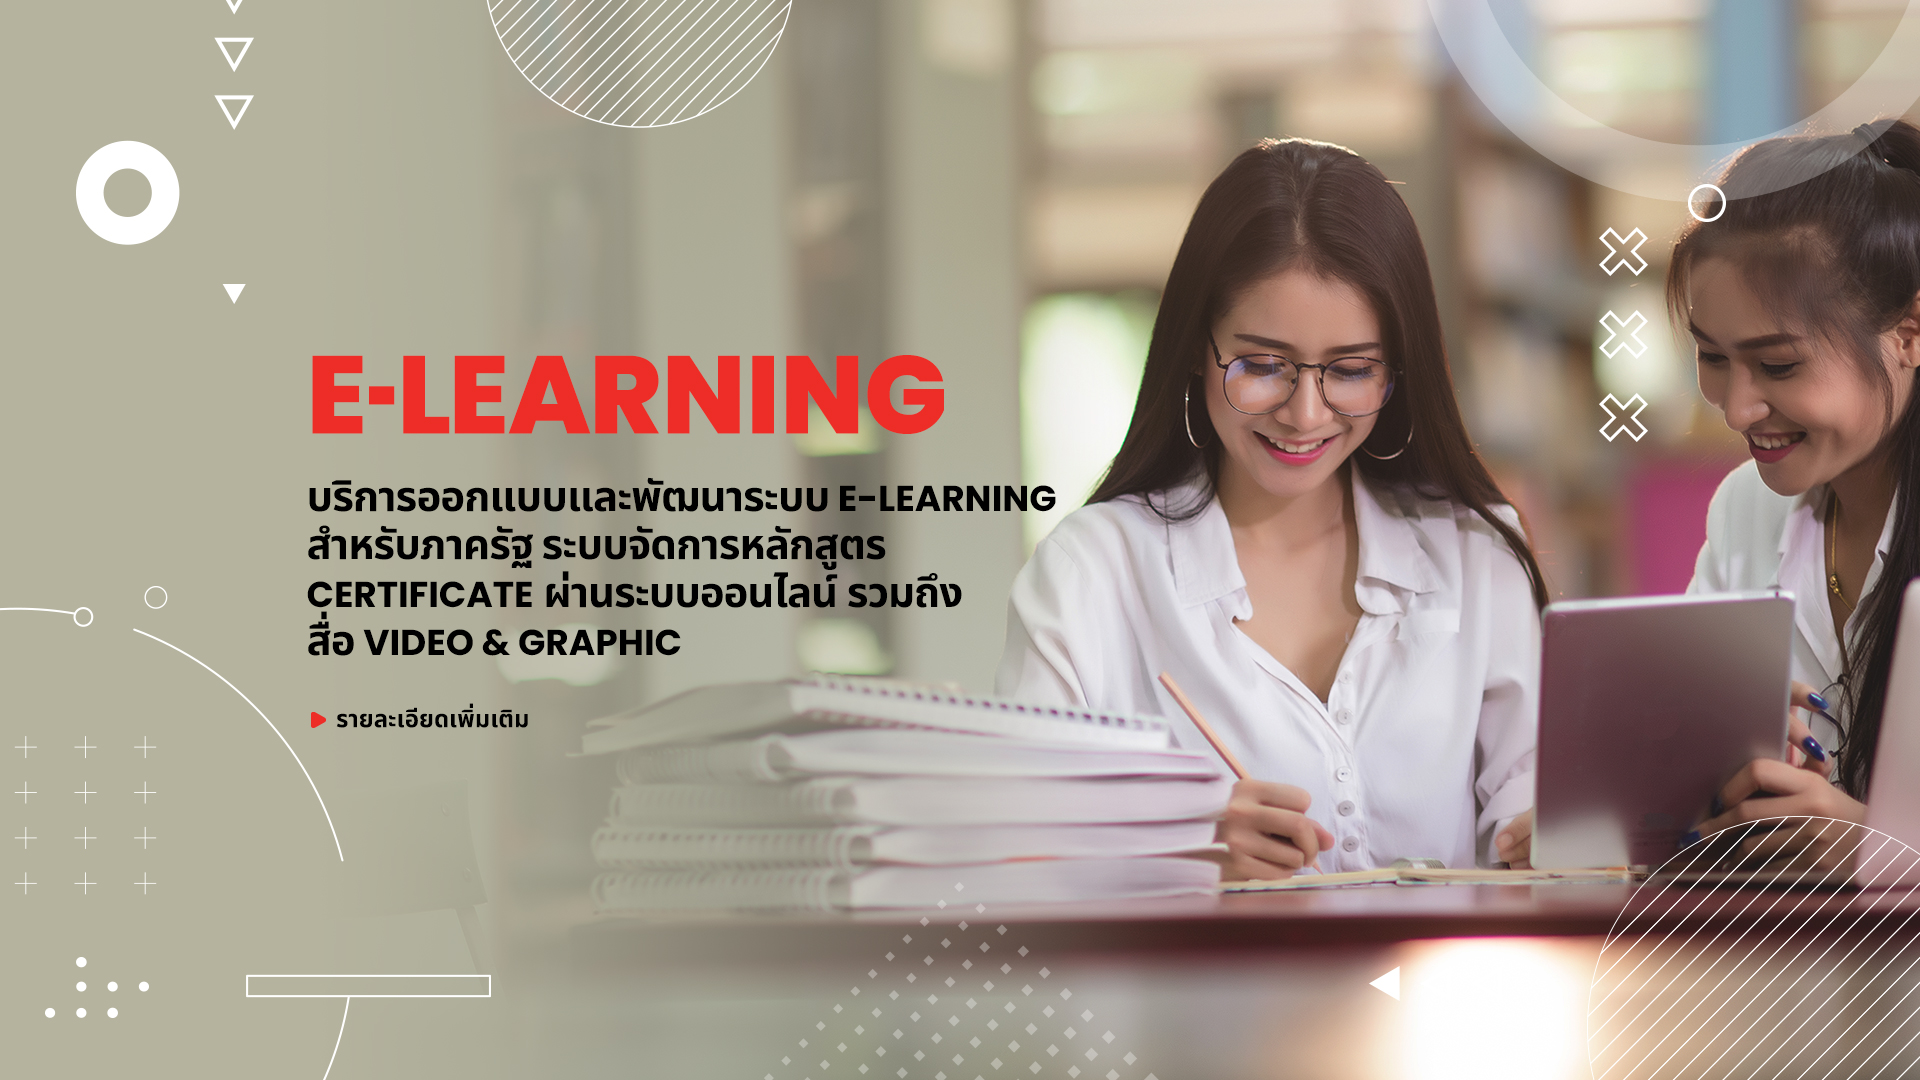 E-LEARNING
บริการออกแบบและพัฒนาระบบ E-LEARNING
สำหรับภาครัฐ ระบบจัดการหลักสูตร
CERTIFICATE ผ่านระบบออนไลน์ รวมถึง
สื่อ VIDEO & GRAPHIC
รายละเอียดเพิ่มเติม